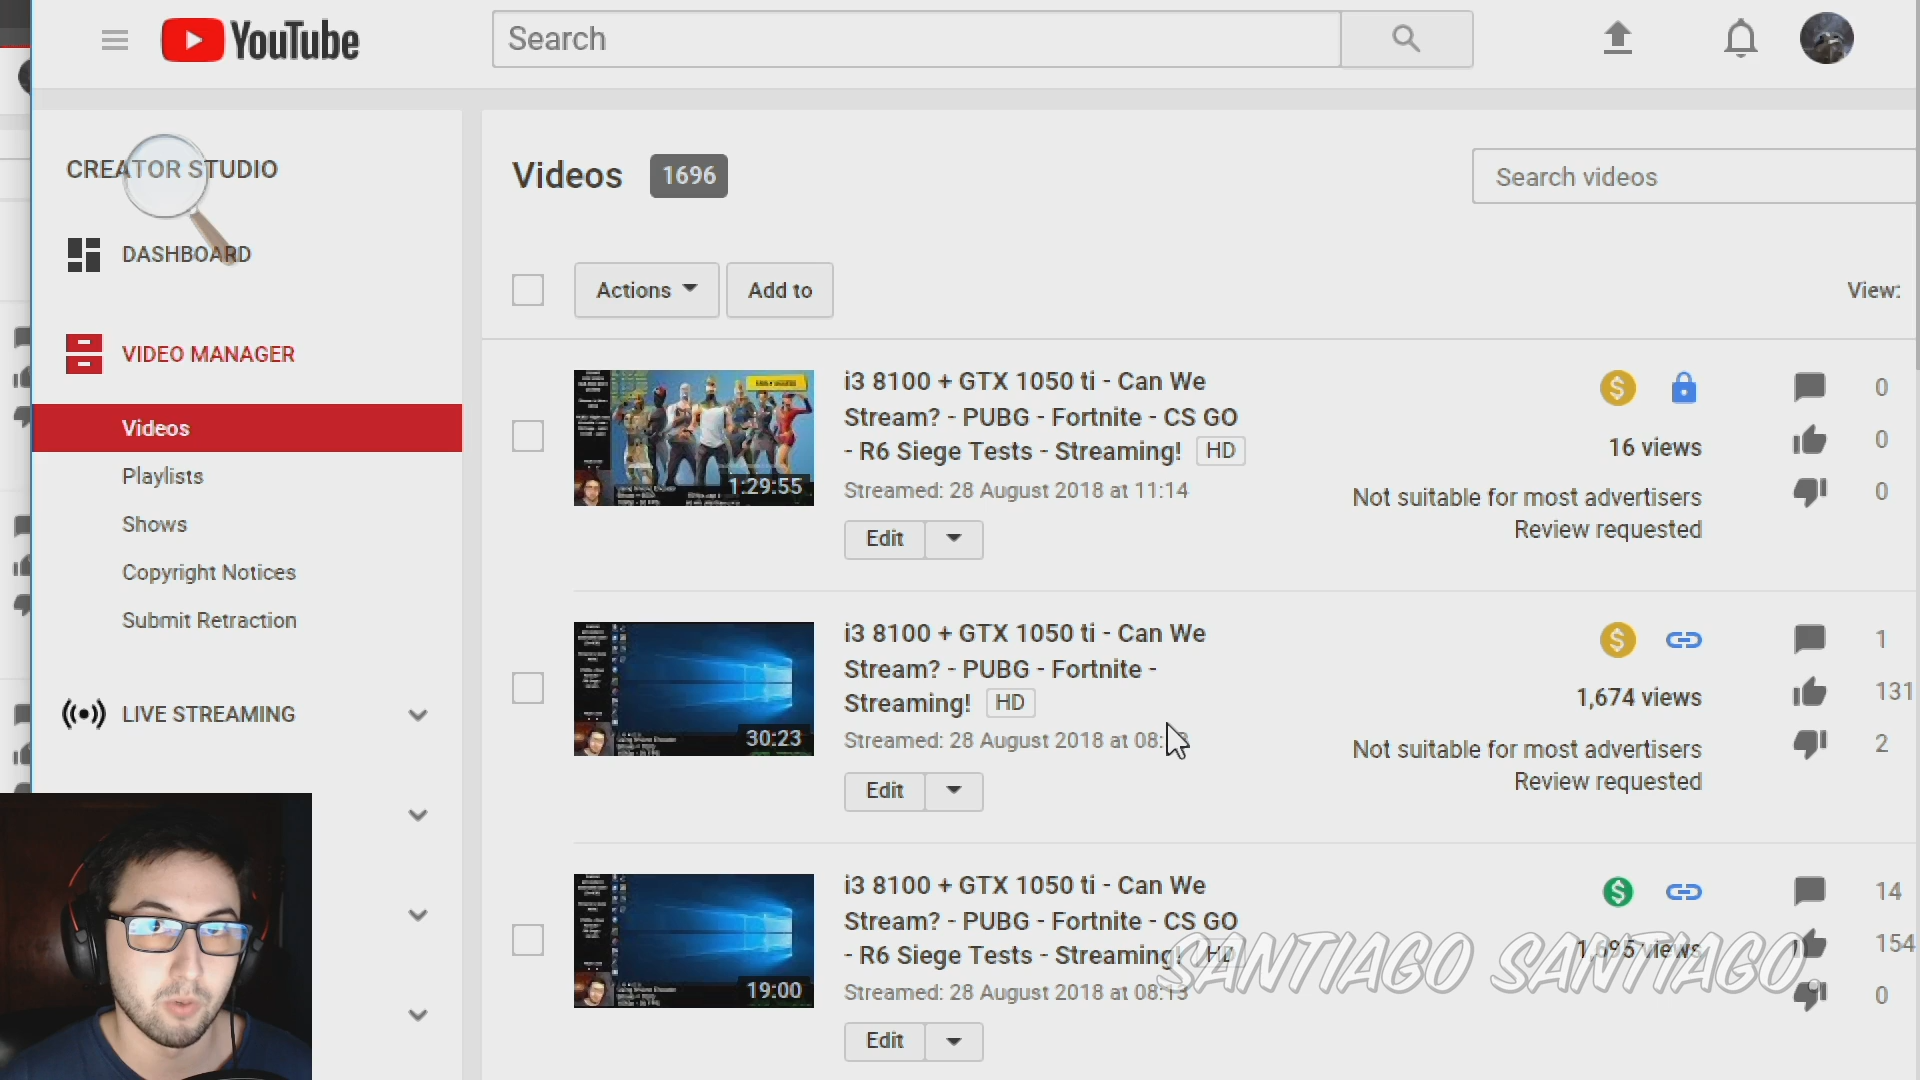 YouTube
Search
CREATOR STUDIO
DASHBOARD
VIDEO MANAGER
Videos
Playlists
Shows
Copyright Notices
Submit Retraction
LIVE STREAMING
Videos 1696
Search videos
Actions
Add to
View:
1:29:55
i3 8100 + GTX 1050 ti - Can We
Stream? - PUBG - Fortnite - CS GO
- R6 Siege Tests - Streaming! HD
Streamed: 28 August 2018 at 11:14
Edit
16 views
Not suitable for most advertisers
Review requested
0
0
0
30:23
i3 8100 + GTX 1050 ti - Can We
Stream? - PUBG - Fortnite -
Streaming! HD
Streamed: 28 August 2018 at 08:
Edit
1,674 views
Not suitable for most advertisers
Review requested
1
131
2
19:00
i3 8100 + GTX 1050 ti - Can We
Stream? - PUBG - Fortnite - CS GO
- R6 Siege Tests - Streaming! HD
Streamed: 28 August 2018 at 08:13
Edit
1,695 views
14
154
0
SANTIAGO SANTIAGO.